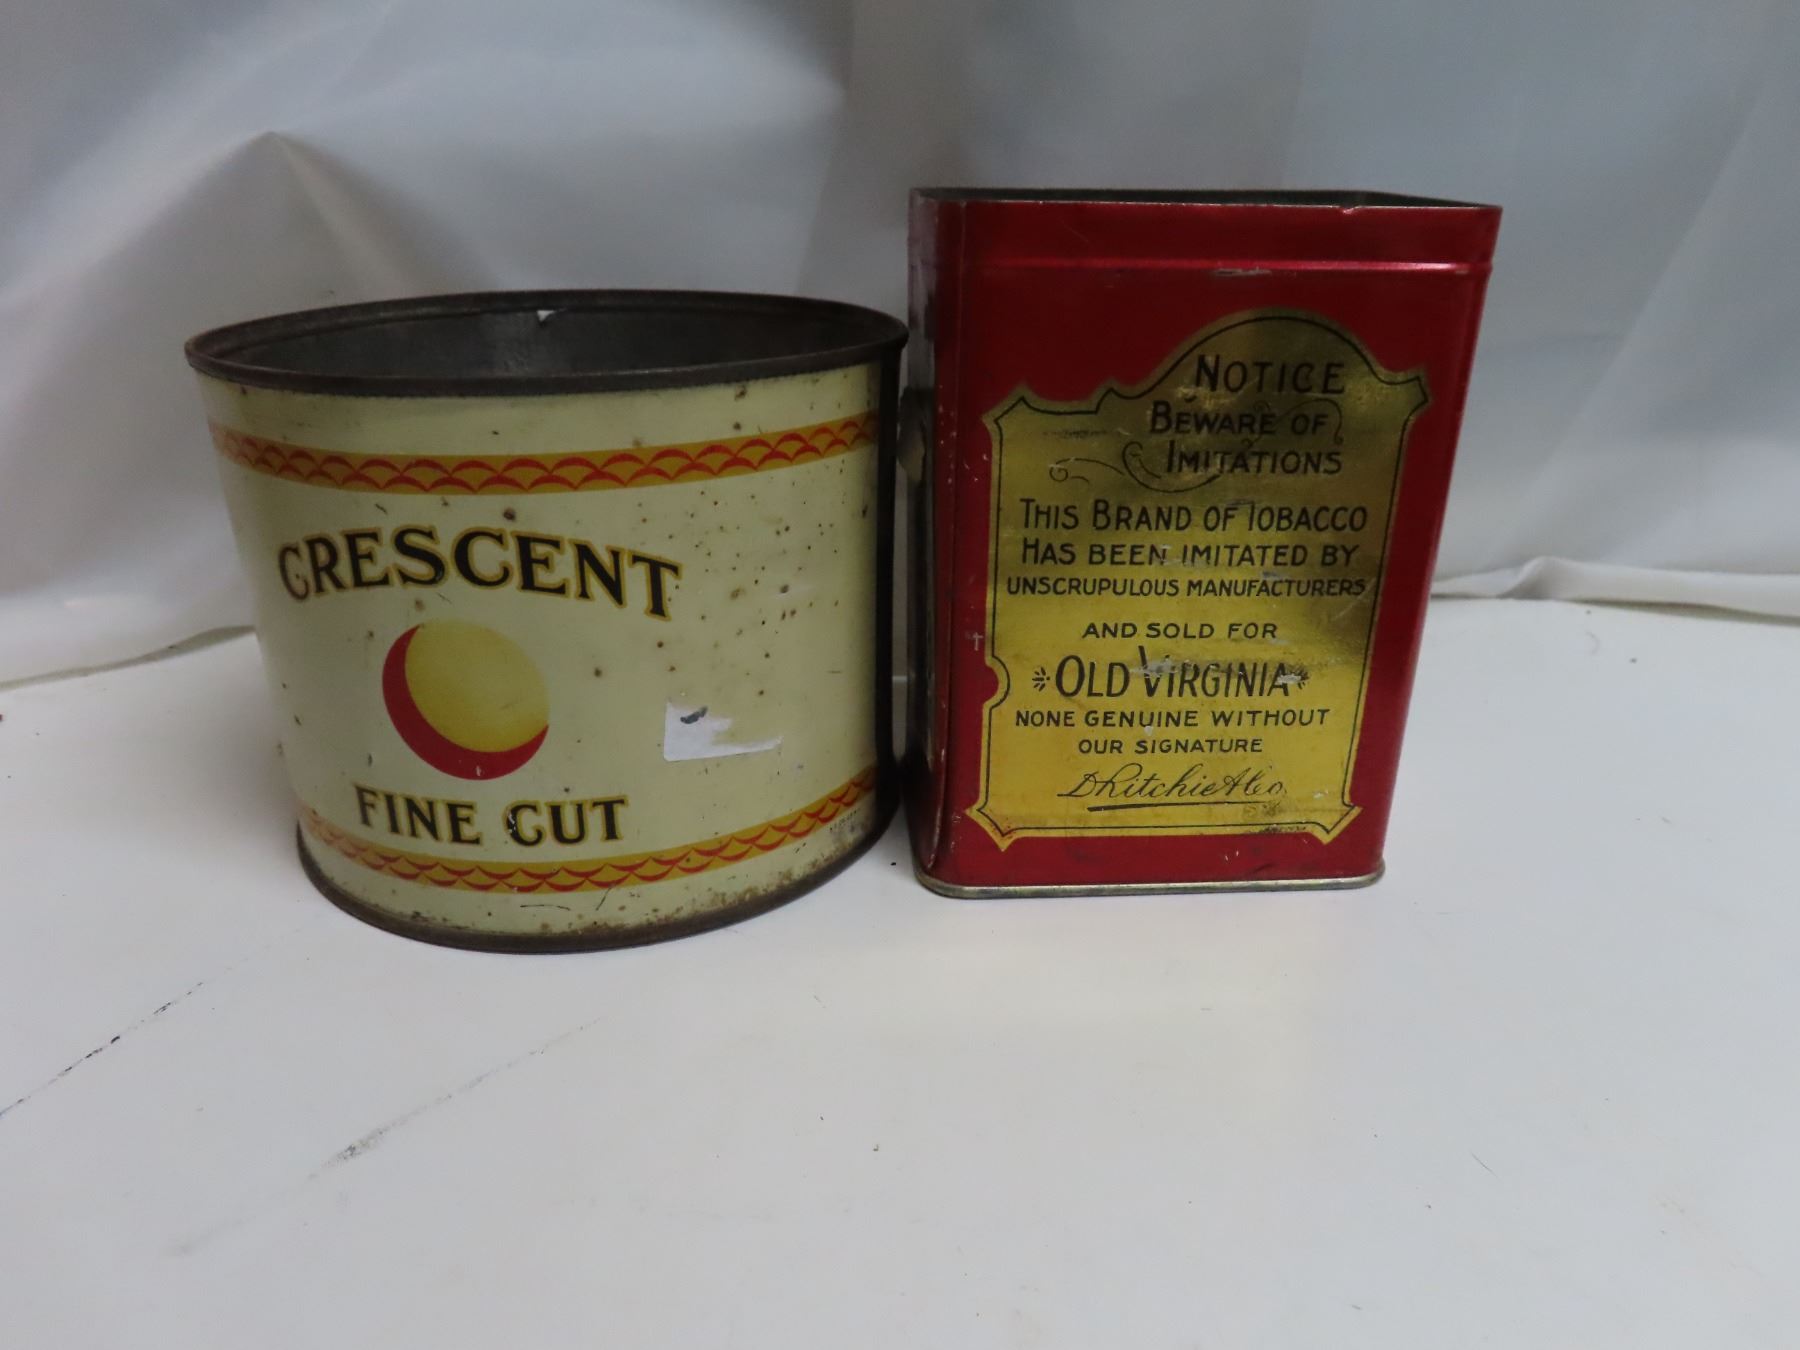 CRESCENT
FINE CUT
NOTICE
BEWARE OF
IMITATIONS
THIS BRAND OF TOBACCO
HAS BEEN IMITATED BY
UNSCRUPULOUS MANUFACTURERS
AND SOLD FOR
OLD VIRGINIA
NONE GENUINE WITHOUT
OUR SIGNATURE
D Ritchie & Co.